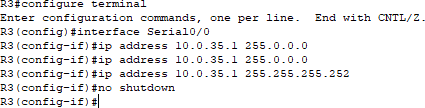 R3#configure terminal
Enter configuration commands, one per line.  End with CNTL/Z.
R3(config)#interface Serial0/0
R3(config-if)#ip address 10.0.35.1 255.0.0.0
R3(config-if)#ip address 10.0.35.1 255.0.0.0
R3(config-if)#ip address 10.0.35.1 255.255.255.252
R3(config-if)#no shutdown
R3(config-if)#